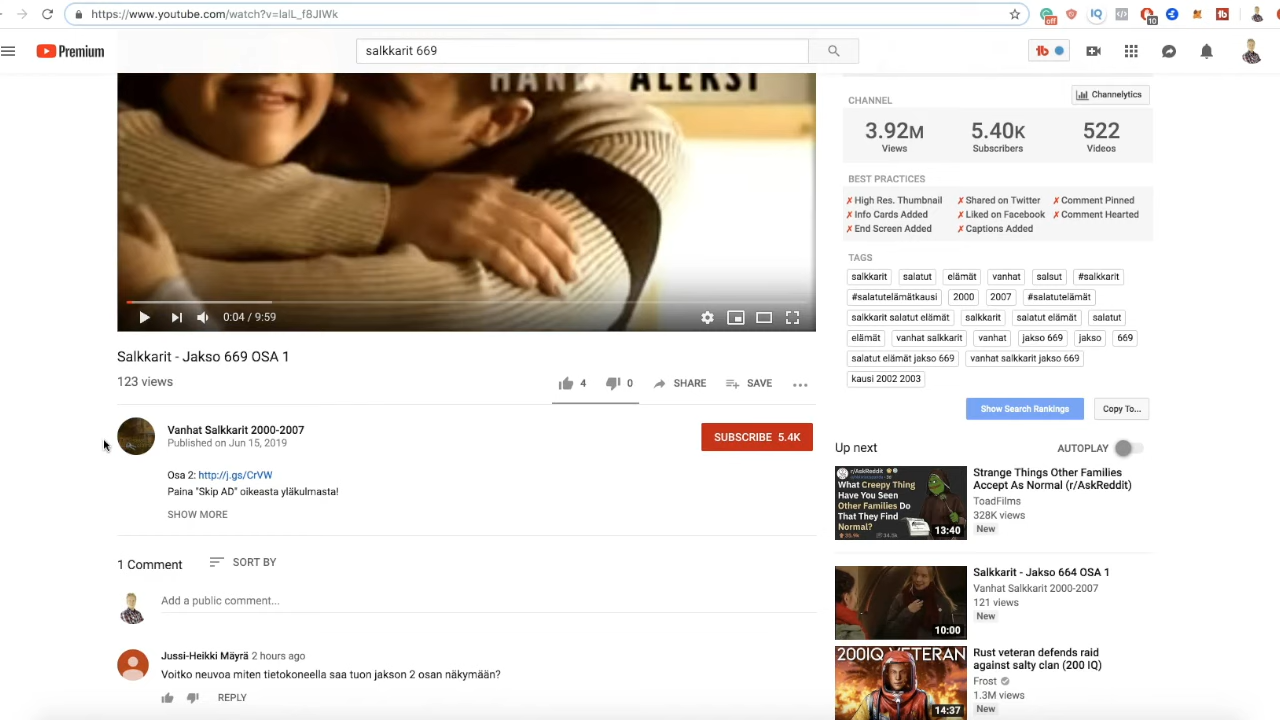 https://www.youtube.com/watch?v=IalL_f8JIWk
Premium
salkkarit 669
ALEKSI
0:04 / 9:59
Salkkarit - Jakso 669 OSA 1
123 views
4
0
SHARE
SAVE
Vanhat Salkkarit 2000-2007
Published on Jun 15, 2019
SUBSCRIBE 5.4K
Osa 2: http://j.gs/CrVW
Paina "Skip AD" oikeasta yläkulmasta!
SHOW MORE
1 Comment
SORT BY
Add a public comment...
Jussi-Heikki Mäyrä 2 hours ago
Voitko neuvoa miten tietokoneella saa tuon jakson 2 osan näkymään?
REPLY
off
IQ
10
tb
tb
CHANNEL
Channelytics
3.92M 5.40K 522
Views Subscribers Videos
BEST PRACTICES
✗ High Res. Thumbnail ✗ Shared on Twitter ✗ Comment Pinned
✗ Info Cards Added ✗ Liked on Facebook ✗ Comment Hearted
✗ End Screen Added ✗ Captions Added
TAGS
salkkarit salatut elämät vanhat salsut #salkkarit
#salatutelämätkausi 2000 2007 #salatutelämät
salkkarit salatut elämät salkkarit salatut elämät salatut
elämät vanhat salkkarit vanhat jakso 669 jakso 669
salatut elämät jakso 669 vanhat salkkarit jakso 669
kausi 2002 2003
Show Search Rankings
Copy To...
Up next
AUTOPLAY
r/AskReddit
What Creepy Thing
Have You Seen
Other Families Do
That They Find
Normal?
13:40
Strange Things Other Families
Accept As Normal (r/AskReddit)
ToadFilms
328K views
New
10:00
Salkkarit - Jakso 664 OSA 1
Vanhat Salkkarit 2000-2007
121 views
New
200IQ VETERAN
14:37
Rust veteran defends raid
against salty clan (200 IQ)
Frost
1.3M views
New